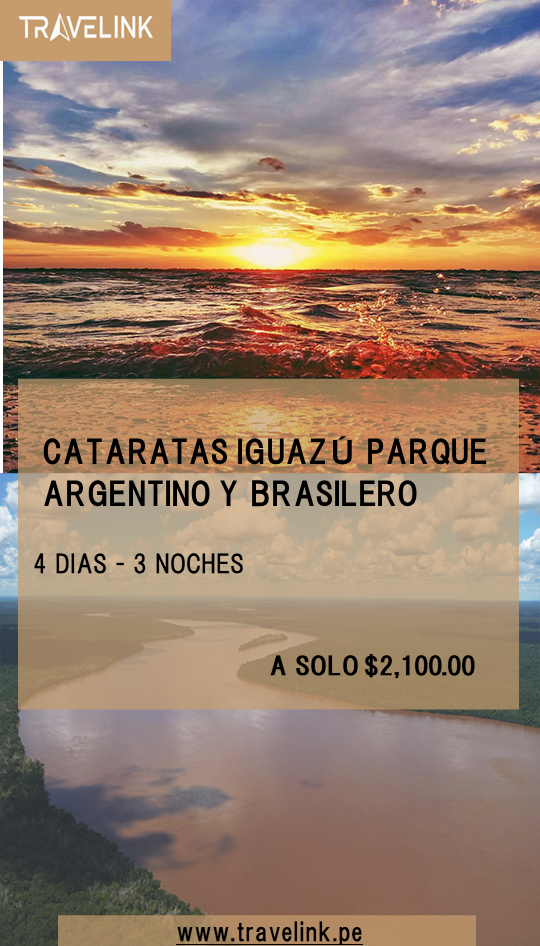 TRAVELINK
CATARATAS IGUAZÚ PARQUE
ARGENTINO Y BRASILERO
4 DIAS - 3 NOCHES
A SOLO $2,100.00
www.travelink.pe